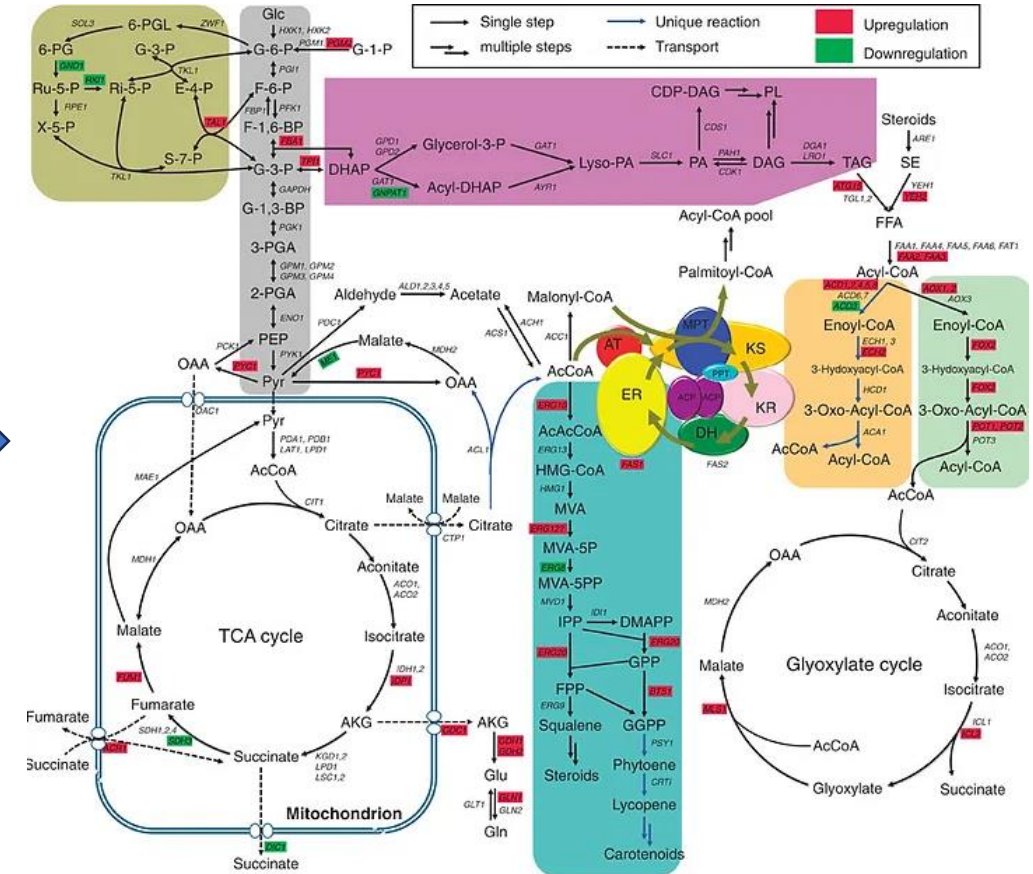 Single step
multiple steps
Unique reaction
Transport
Upregulation
Downregulation
SOL3
6-PGL
ZWF1
6-PG
G-3-P
GND1
TKL1
Ru-5-P
RKI1
Ri-5-P
E-4-P
RPE1
TAL1
X-5-P
S-7-P
TKL1
Glc
HXK1, HXK2
G-6-P
PGM1
PGM2
G-1-P
PGI1
F-6-P
FBP1
PFK1
F-1,6-BP
FBA1
G-3-P
TPI1
DHAP
GAPDH
G-1,3-BP
PGK1
3-PGA
GPM1, GPM2
GPM3, GPM4
2-PGA
ENO1
PEP
PCK1
PYK1
OAA
PYC1
Pyr
GPD1
GPD2
Glycerol-3-P
GAT1
GAT1
GNPAT1
Acyl-DHAP
AYR1
Lyso-PA
SLC1
PA
PAH1
CDK1
DAG
CDS1
CDP-DAG
PL
DGA1
LRO1
TAG
Steroids
ARE1
SE
ATG15
TGL1,2
YEH1
YEH2
FFA
FAA1, FAA4, FAA5, FAA6, FAT1
FAA2, FAA3
Acyl-CoA
Acyl-CoA pool
Palmitoyl-CoA
Malonyl-CoA
ACC1
AcCoA
Aldehyde
ALD1,2,3,4,5
Acetate
PDC1
ACS1
ACH1
Malate
ME1
MDH2
PYC1
OAA
ACL1
AT
MPT
KS
PPT
ER
ACP
ACP
KR
DH
FAS1
FAS2
ACD6,7
AOX1, 2
AOX3
Enoyl-CoA
ECH1, 3
ECH2
3-Hydoxyacyl-CoA
HCD1
3-Oxo-Acyl-CoA
ACA1
AcCoA
Acyl-CoA
Enoyl-CoA
FOX2
3-Hydroxyacyl-CoA
FOX2
3-Oxo-Acyl-CoA
POT1, POT2
POT3
Acyl-CoA
AcCoA
DAC1
Pyr
PDA1, PDB1
LAT1, LPD1
AcCoA
MAE1
CIT1
OAA
Citrate
Malate
Malate
CTP1
Citrate
Aconitate
ACO1,
ACO2
MDH1
Malate
TCA cycle
Isocitrate
IDH1,2
IDP1
FUM1
Fumarate
AKG
SDH1,2,4
SDH3
Succinate
KGD1,2
LPD1
LSC1,2
Fumarate
ACR1
Succinate
Mitochondrion
DIC1
Succinate
ODC1
AKG
GDH1
GDH2
Glu
GLT1
GLN1
GLN2
Gln
ERG10
AcAcCoA
ERG13
HMG-CoA
HMG1
MVA
MVA-5P
ERG8
MVA-5PP
MVD1
IPP
IDI1
DMAPP
ERG20
ERG20
GPP
FPP
BTS1
ERG9
GGPP
Squalene
PSY1
Phytoene
Steroids
CRTI
Lycopene
Carotenoids
CIT2
OAA
Citrate
MDH2
Aconitate
ACO1,
ACO2
Malate
Glyoxylate cycle
Isocitrate
MLS1
ICL1
ICL2
AcCoA
Glyoxylate
Succinate